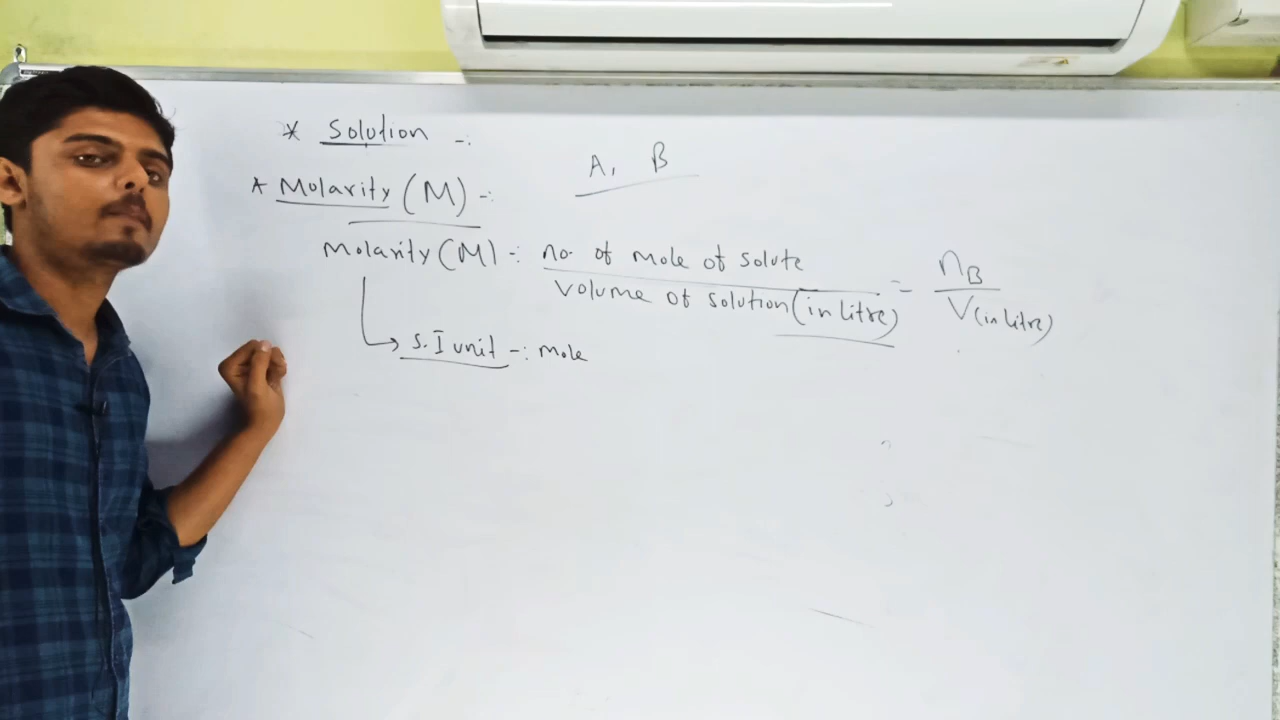 * Solution -:
A, B
* Molarity (M) -:
Molarity (M) -: no. of mole of solute / volume of solution (in litre) = nB / V(in litre)
S.I unit -: mole